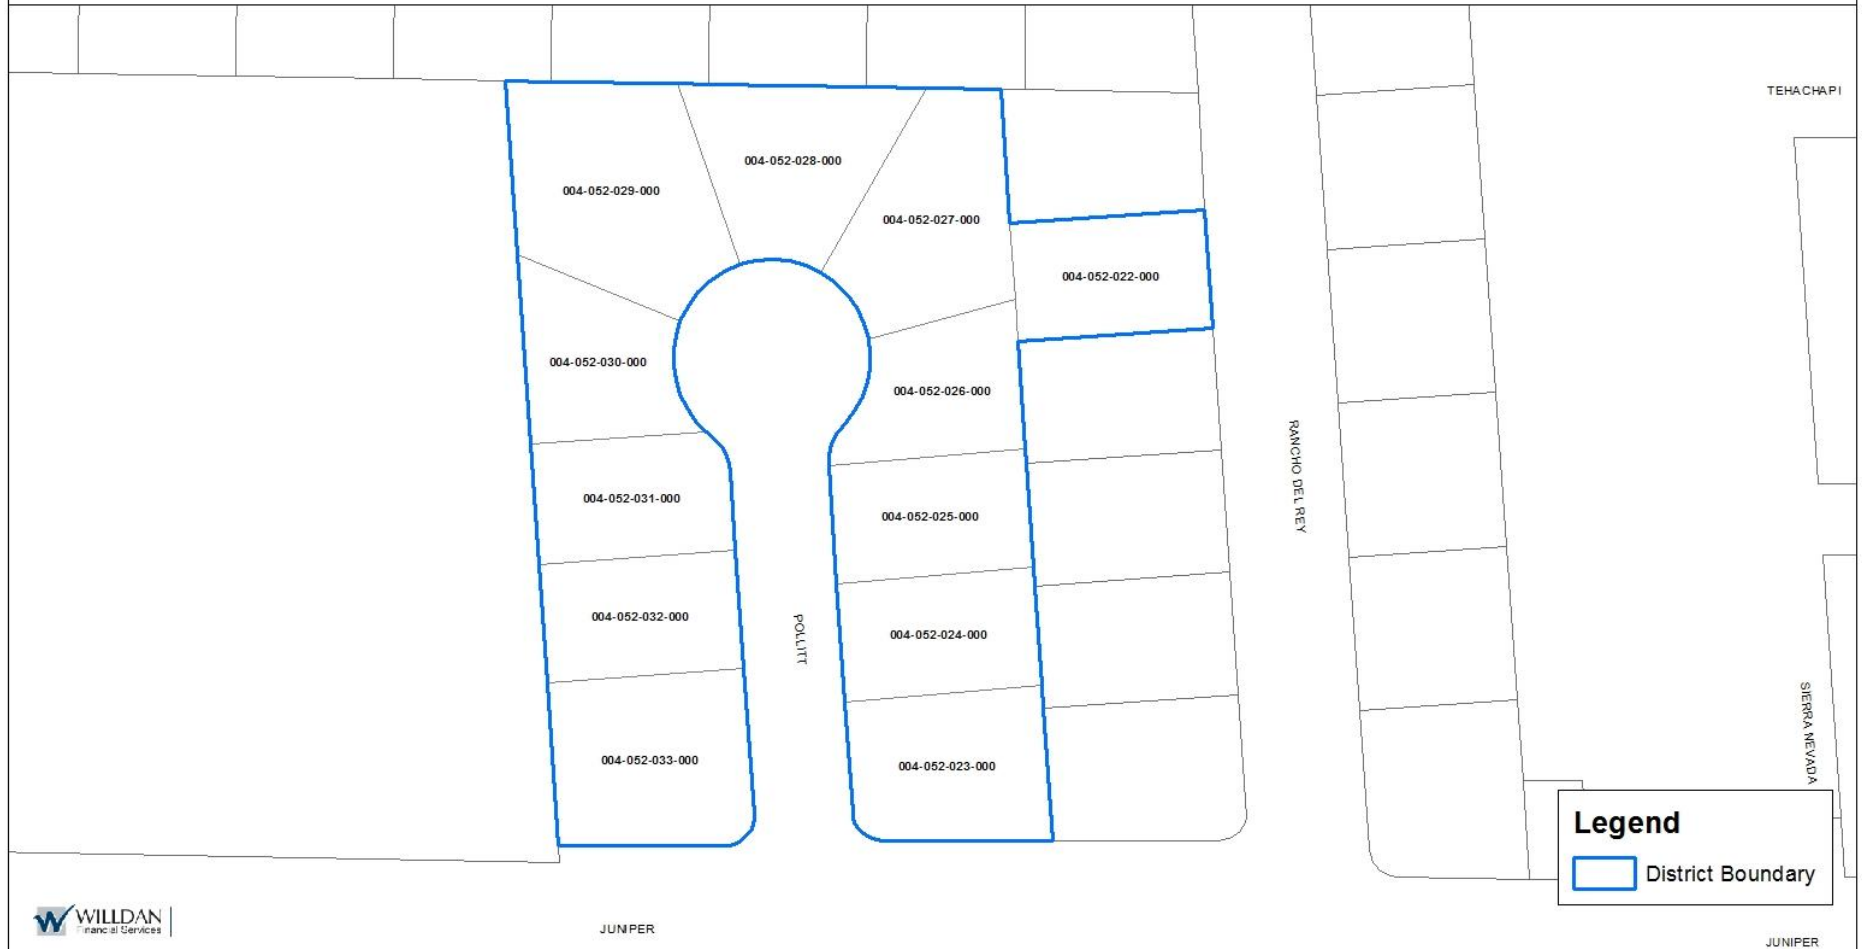 TEHACHAPI
004-052-028-000
004-052-029-000
004-052-027-000
004-052-022-000
004-052-030-000
004-052-026-000
RANCHO DEL REY
004-052-031-000
004-052-025-000
004-052-032-000
POLLITT
004-052-024-000
SIERRA NEVADA
004-052-033-000
004-052-023-000
Legend
District Boundary
W WILLDAN
Financial Services
JUNIPER
JUNIPER